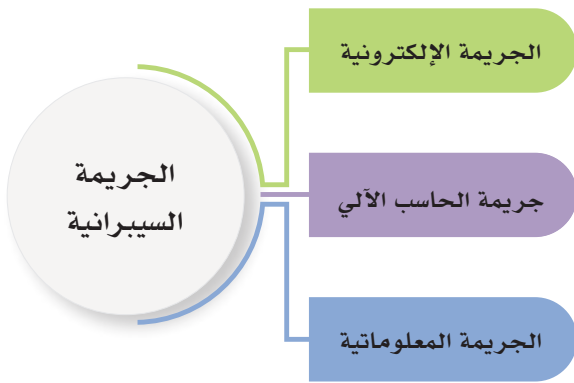 الجريمة
السيبرانية
الجريمة الإلكترونية
جريمة الحاسب الآلي
الجريمة المعلوماتية